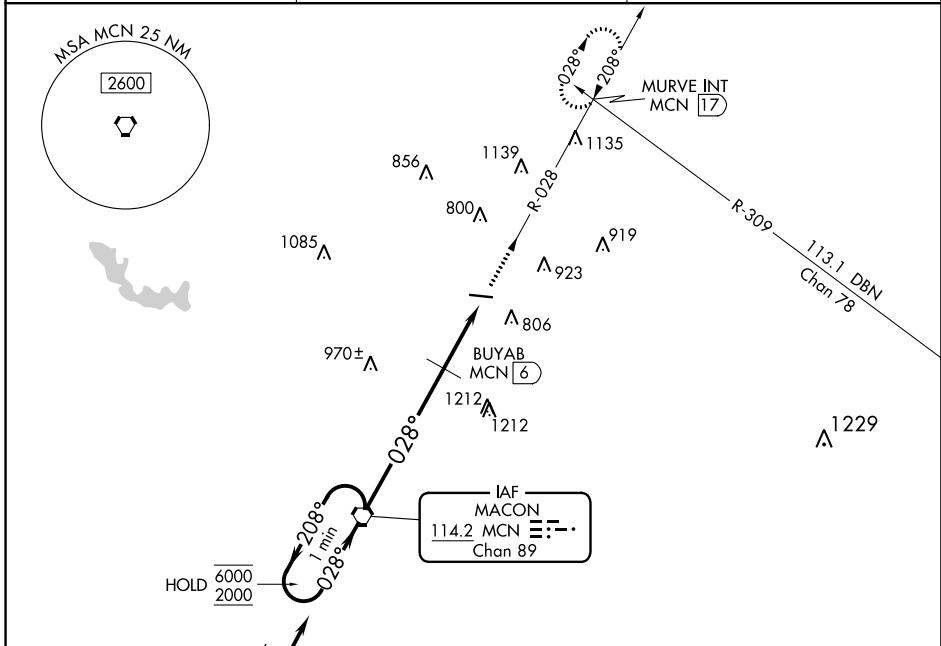 MSA MCN 25 NM
2600
028°
208°
MURVE INT
MCN 17
1135
1139
856
R-028
800
R-309
919
1085
923
113.1 DBN
Chan 78
806
970±
BUYAB
MCN 6
1212
1212
1229
028°
IAF
MACON
114.2 MCN
Chan 89
208°
1 min
028°
HOLD 6000
2000